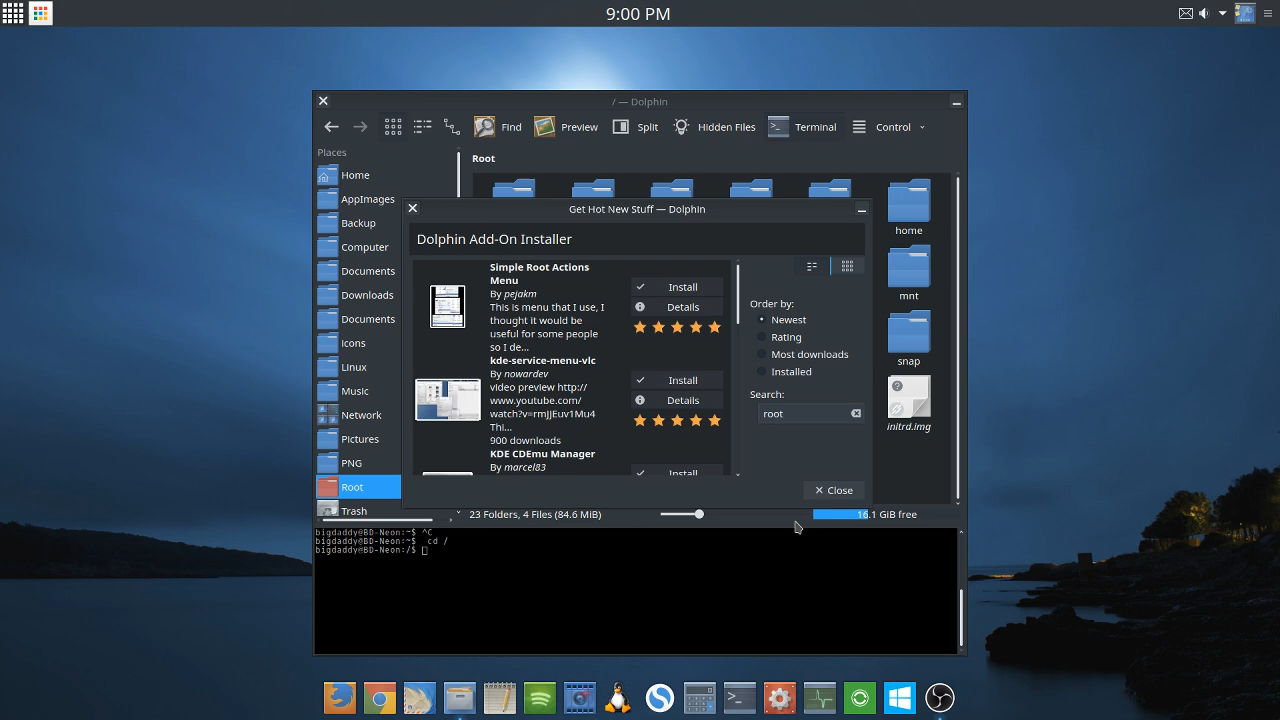 9:00 PM
/ — Dolphin
Find
Preview
Split
Hidden Files
Terminal
Control
Places
Home
AppImages
Backup
Computer
Documents
Downloads
Documents
Icons
LInux
Music
Network
Pictures
PNG
Root
Trash
Root
home
mnt
snap
initrd.img
Get Hot New Stuff — Dolphin
Dolphin Add-On Installer
Simple Root Actions
Menu
By pejakm
This is menu that I use, I
thought it would be
useful for some people
so I de...
Install
Details
kde-service-menu-vlc
By nowardev
video preview http://
www.youtube.com/
watch?v=rmJJEuv1Mu4
Thi...
900 downloads
Install
Details
KDE CDEmu Manager
By marcel83
Install
Order by:
Newest
Rating
Most downloads
Installed
Search:
root
Close
23 Folders, 4 Files (84.6 MiB)
16.1 GiB free
bigdaddy@BD-Neon:~$ ^C
bigdaddy@BD-Neon:~$  cd /
bigdaddy@BD-Neon:/$